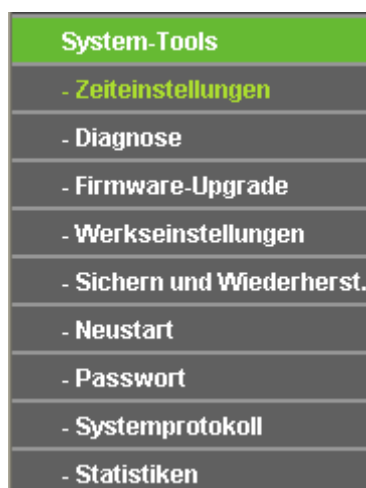 System-Tools
- Zeiteinstellungen
- Diagnose
- Firmware-Upgrade
- Werkseinstellungen
- Sichern und Wiederherst.
- Neustart
- Passwort
- Systemprotokoll
- Statistiken